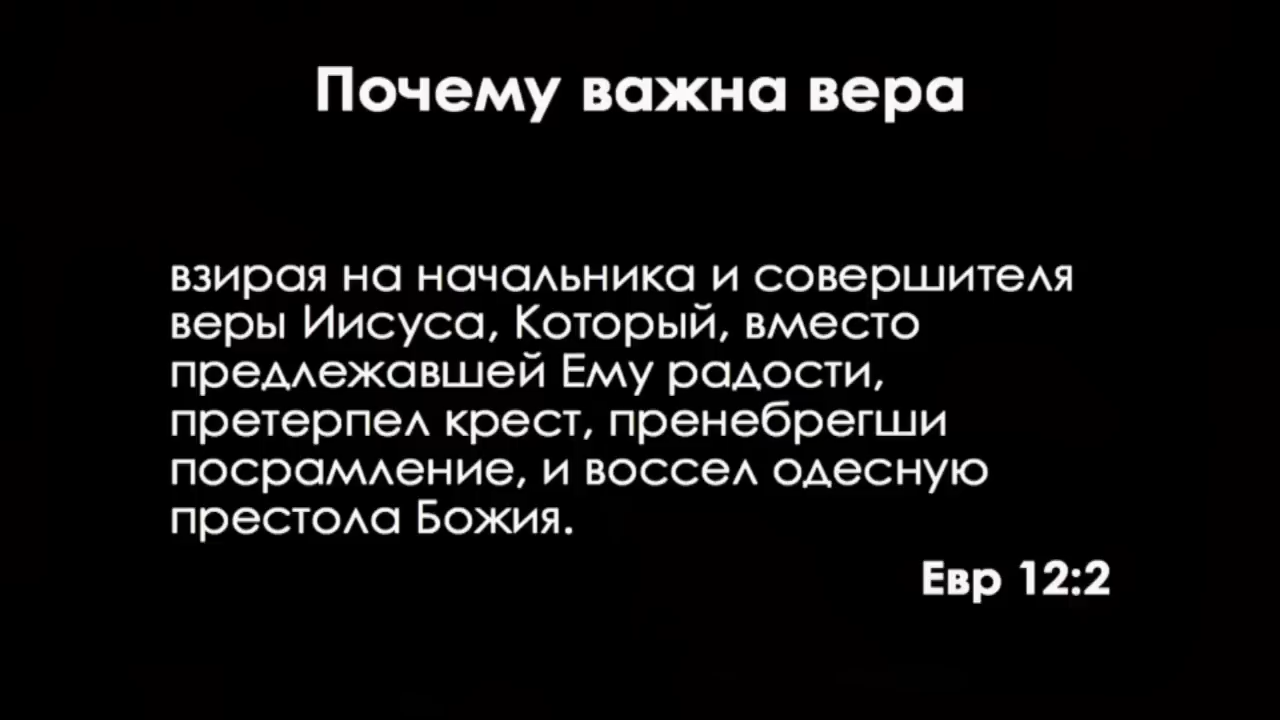 Почему важна вера
взирая на начальника и совершителя
веры Иисуса, Который, вместо
предлежавшей Ему радости,
претерпел крест, пренебрегши
посрамление, и воссел одесную
престола Божия.
Евр 12:2